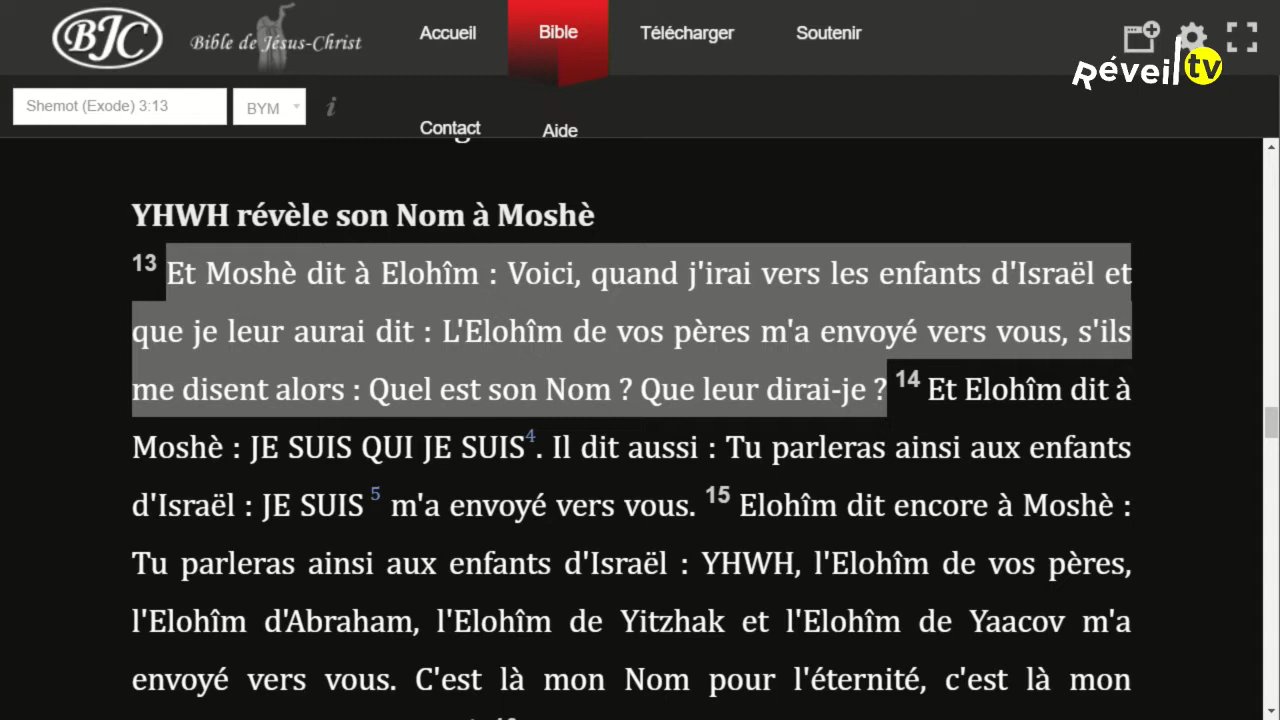 BJC Bible de Jésus-Christ
Accueil Bible Télécharger Soutenir
Réveil tv
Shemot (Exode) 3:13 BYM i
Contact Aide
YHWH révèle son Nom à Moshè
13 Et Moshè dit à Elohîm : Voici, quand j'irai vers les enfants d'Israël et
que je leur aurai dit : L'Elohîm de vos pères m'a envoyé vers vous, s'ils
me disent alors : Quel est son Nom ? Que leur dirai-je ? 14 Et Elohîm dit à
Moshè : JE SUIS QUI JE SUIS4. Il dit aussi : Tu parleras ainsi aux enfants
d'Israël : JE SUIS 5 m'a envoyé vers vous. 15 Elohîm dit encore à Moshè :
Tu parleras ainsi aux enfants d'Israël : YHWH, l'Elohîm de vos pères,
l'Elohîm d'Abraham, l'Elohîm de Yitzhak et l'Elohîm de Yaacov m'a
envoyé vers vous. C'est là mon Nom pour l'éternité, c'est là mon